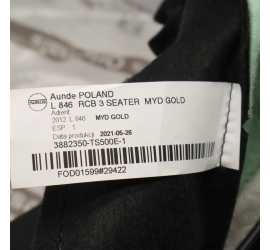 Aunde POLAND
L 846 RCB 3 SEATER MYD GOLD
Advent
2012 L 846 MYD GOLD
ESP 1
Data produkcji 2021-05-26
3882350-TS500E-1
FOD01599#29422